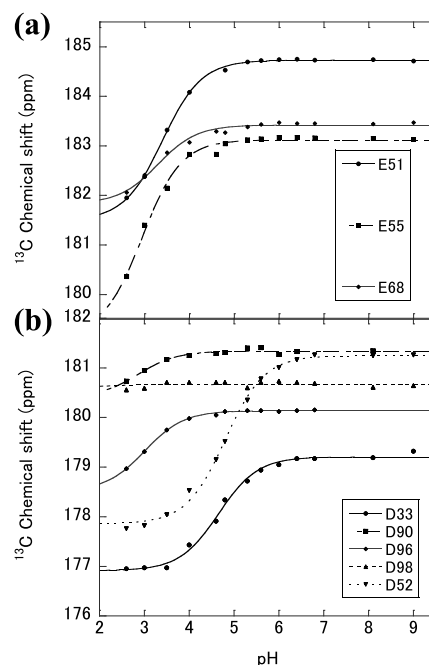 (a)
¹³C Chemical shift (ppm)
185
184
183
182
181
180
E51
E55
E68
(b)
¹³C Chemical shift (ppm)
182
181
180
179
178
177
176
D33
D90
D96
D98
D52
2 3 4 5 6 7 8 9
pH